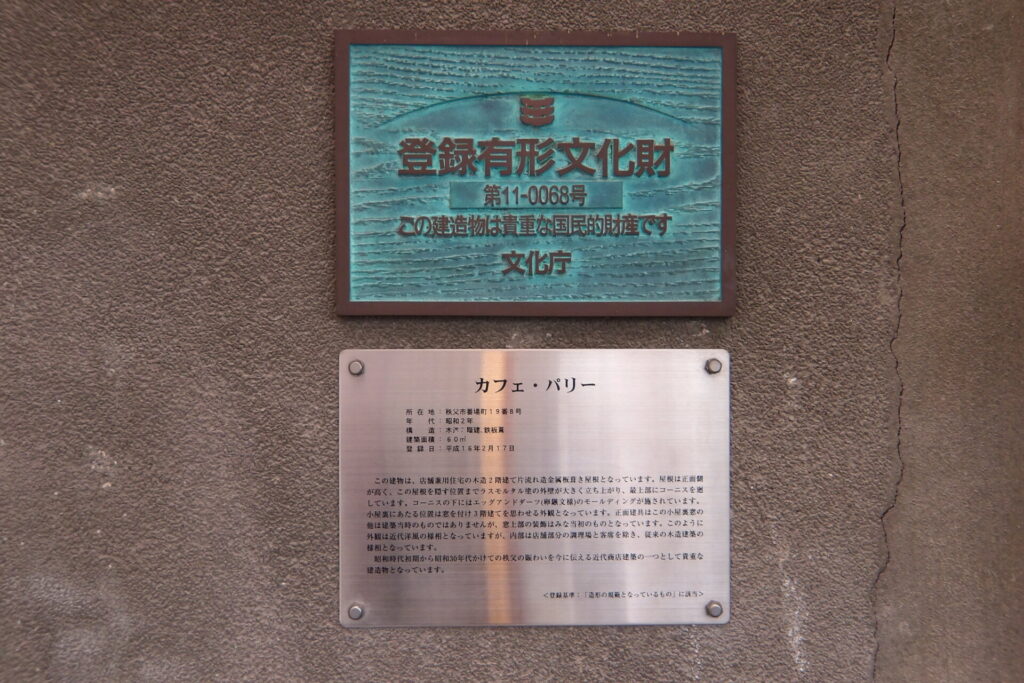 登録有形文化財
第11-0068号
この建造物は貴重な国民的財産です
文化庁
カフェ・パリー
所在地：秩父市番場町19番8号
年代：昭和2年
構造：木造2階建、鉄板葺
建築面積：60㎡
登録日：平成16年2月17日
この建物は、店舗兼用住宅の木造2階建て片流れ造金属板葺き屋根となっています。屋根は正面側
が高く、この屋根を隠す位置までラスモルタル塗の外壁が大きく立ち上がり、最上部にコーニスを廻
しています。コーニスの下にはエッグアンドダーツ(卵鏃文様)のモールディングが施されています。
小屋裏にあたる位置は窓を付け3階建てを思わせる外観となっています。正面建具はこの小屋裏窓の
他は建築当時のものではありませんが、窓上部の装飾はみな当初のものとなっています。このように
外観は近代洋風の様相となっていますが、内部は店舗部分の調理場と客席を除き、従来の木造建築の
様相となっています。
昭和時代初期から昭和30年代かけての秩父の賑わいを今に伝える近代商店建築の一つとして貴重な
建造物となっています。
＜登録基準：「造形の規範となっているもの」に該当＞